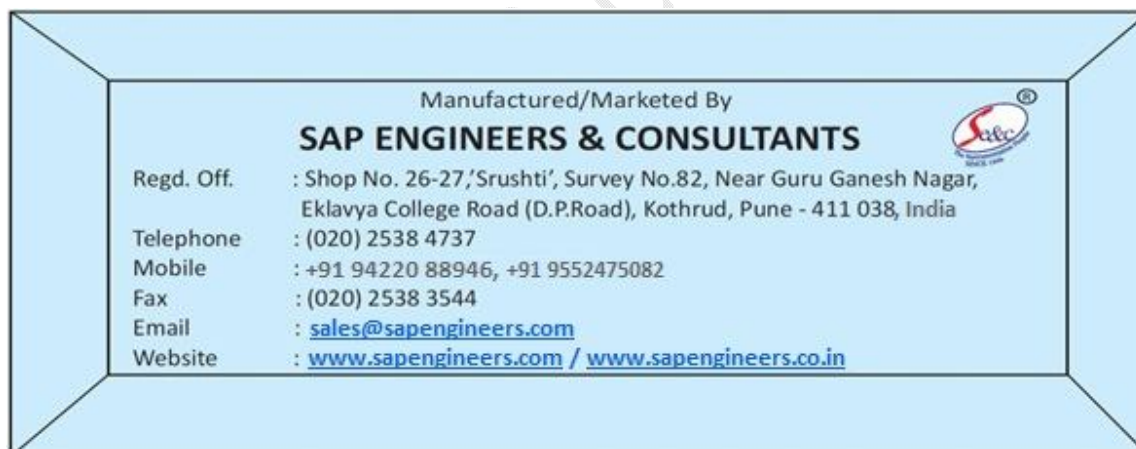 Manufactured/Marketed By
SAP ENGINEERS & CONSULTANTS
®
Regd. Off. : Shop No. 26-27,'Srushti', Survey No.82, Near Guru Ganesh Nagar,
Eklavya College Road (D.P.Road), Kothrud, Pune - 411 038, India
Telephone : (020) 2538 4737
Mobile : +91 94220 88946, +91 9552475082
Fax : (020) 2538 3544
Email : sales@sapengineers.com
Website : www.sapengineers.com / www.sapengineers.co.in